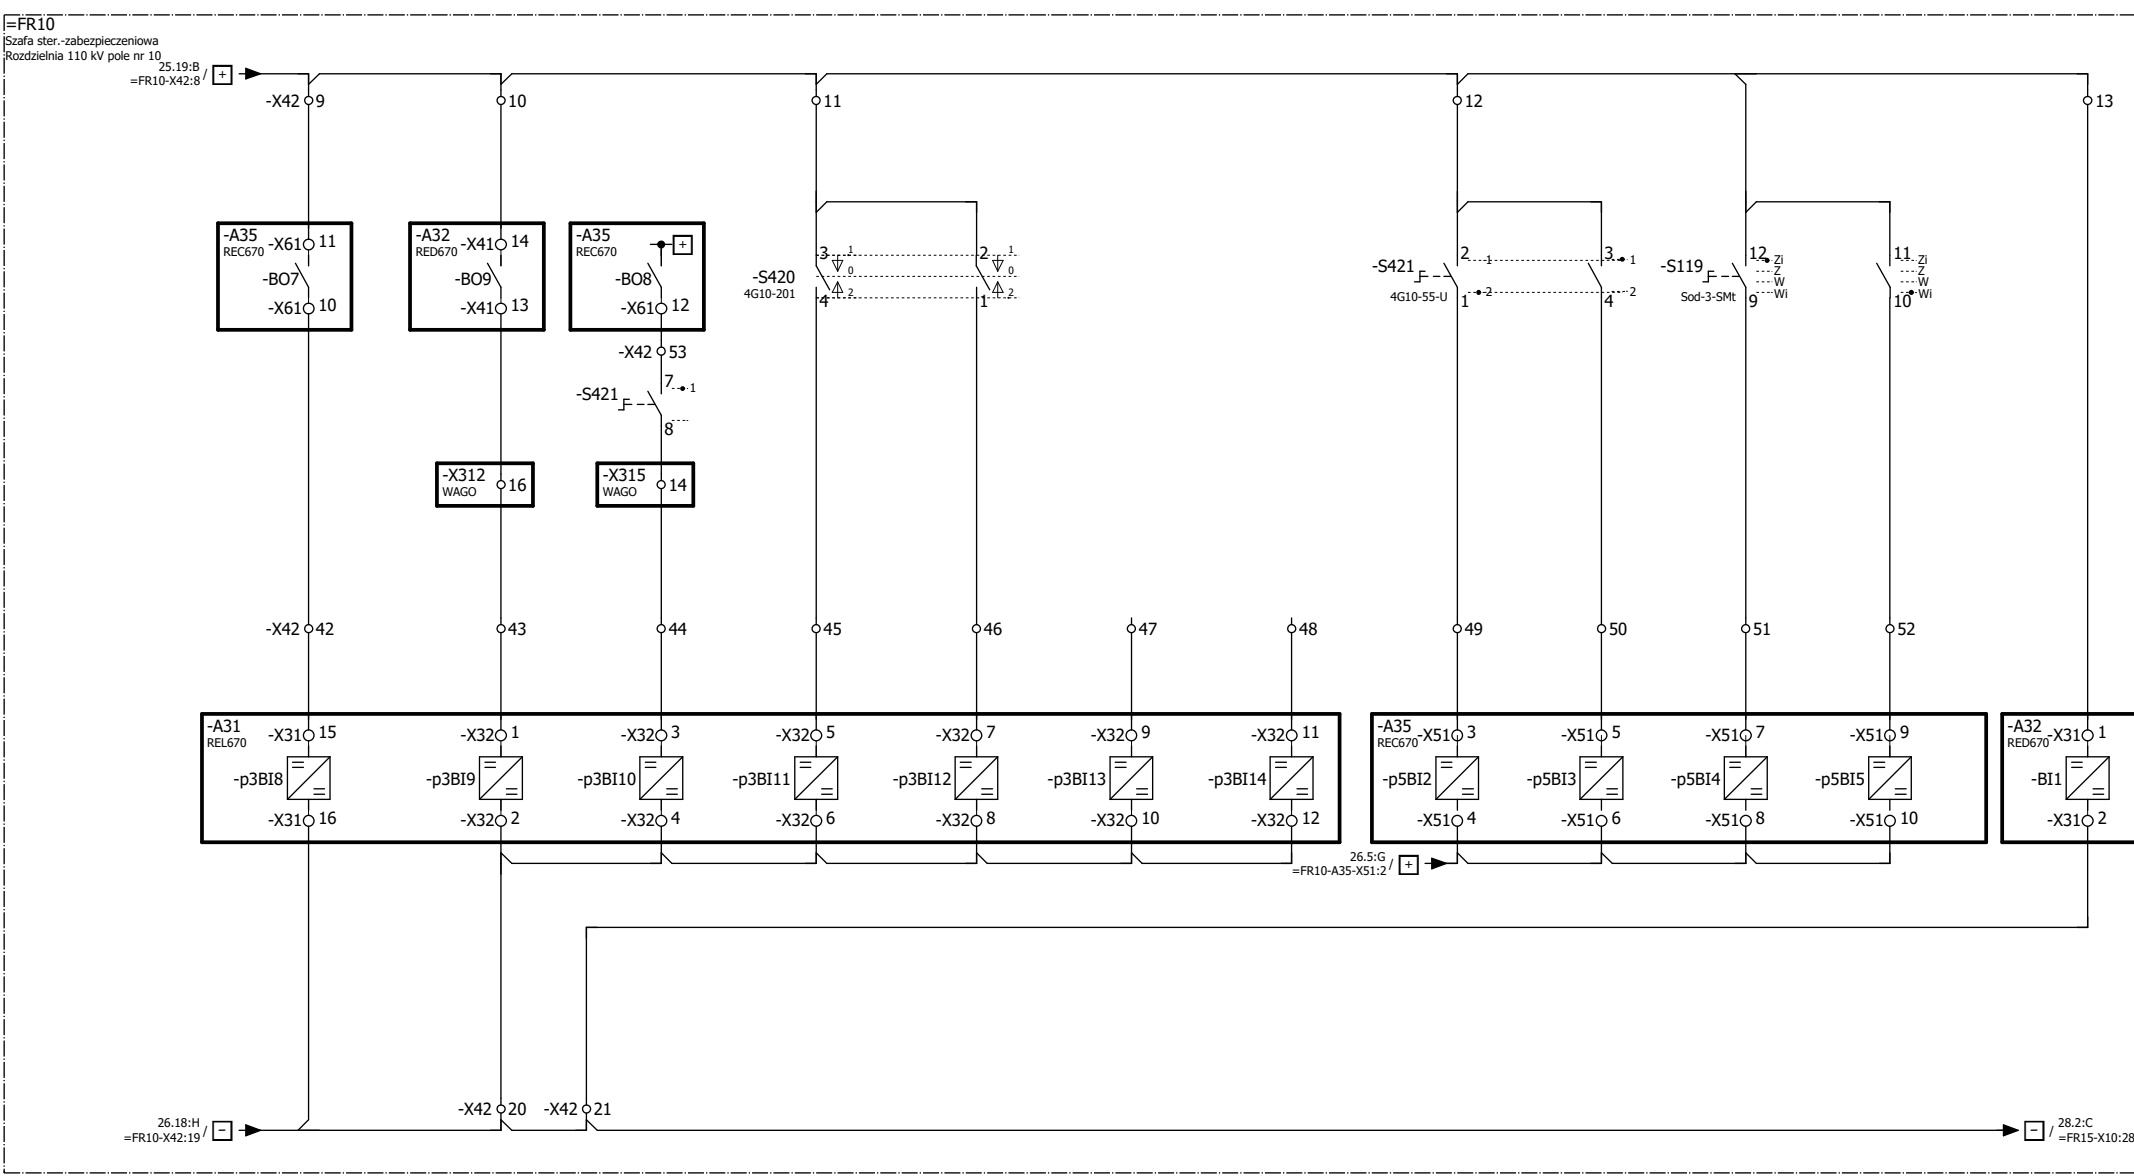 =FR10
Szafa ster.-zabezpieczeniowa
Rozdzielnia 110 kV pole nr 10
25.19:B
=FR10-X42:8 / +
-X42 9 10 11 12 13
-A35 REC670 -X61 11
-BO7
-X61 10
-A32 RED670 -X41 14
-BO9
-X41 13
-A35 REC670 +
-BO8
-X61 12
-X42 53
-S421 7 1
8
-S420
4G10-201
3 1
0
4 2
2 1
0
1 2
-S421
4G10-55-U
2 1
1 2
3 1
4 2
-S119
Sod-3-SMt
12 Zi
Z
W
9 Wi
11 Zi
Z
W
10 Wi
-X312 WAGO 16
-X315 WAGO 14
-X42 42 43 44 45 46 47 48 49 50 51 52
-A31 REL670
-X31 15 -X32 1 -X32 3 -X32 5 -X32 7 -X32 9 -X32 11
-p3BI8 -p3BI9 -p3BI10 -p3BI11 -p3BI12 -p3BI13 -p3BI14
-X31 16 -X32 2 -X32 4 -X32 6 -X32 8 -X32 10 -X32 12
-A35 REC670
-X51 3 -X51 5 -X51 7 -X51 9
-p5BI2 -p5BI3 -p5BI4 -p5BI5
-X51 4 -X51 6 -X51 8 -X51 10
-A32 RED670
-X31 1
-BI1
-X31 2
26.5:G
=FR10-A35-X51:2 / +
-X42 20 -X42 21
26.18:H
=FR10-X42:19 / −
− / 28.2:C
=FR15-X10:28